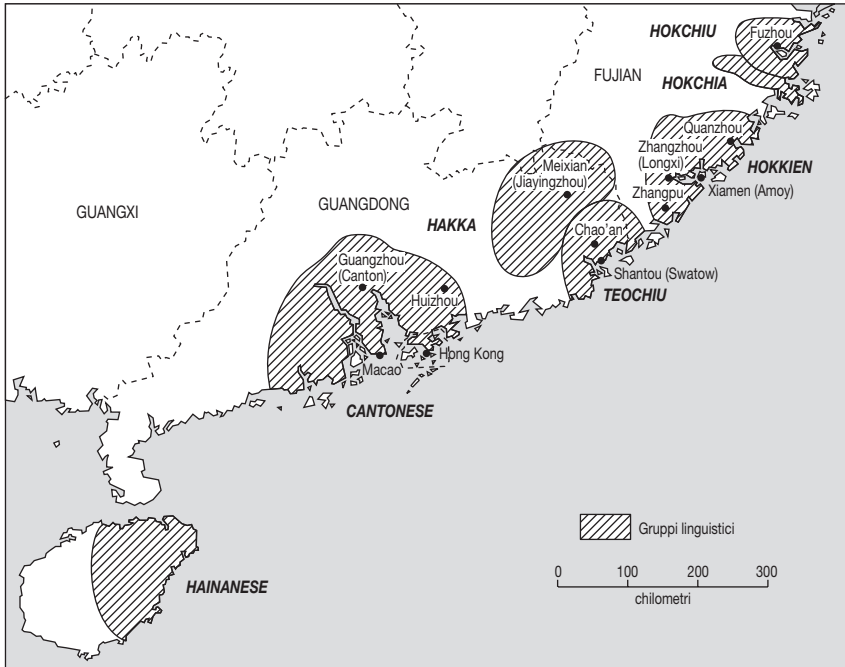 HOKCHIU
Fuzhou
FUJIAN
HOKCHIA
Quanzhou
Zhangzhou
(Longxi)
HOKKIEN
Meixian
(Jiayingzhou)
Xiamen (Amoy)
Zhangpu
GUANGXI
GUANGDONG
HAKKA
Chao'an
Guangzhou
(Canton)
Shantou (Swatow)
Huizhou
TEOCHIU
Hong Kong
Macao
CANTONESE
Gruppi linguistici
HAINANESE
0 100 200 300
chilometri